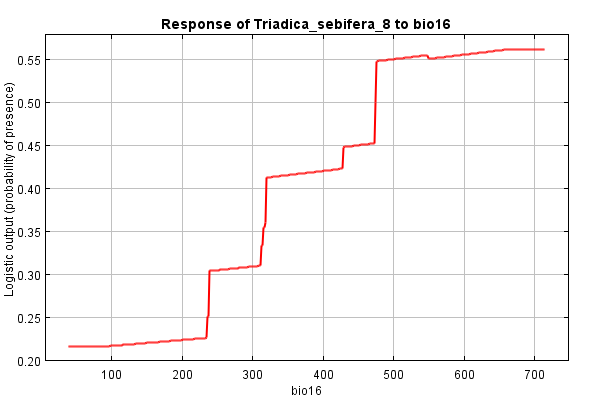 Response of Triadica_sebifera_8 to bio16
Logistic output (probability of presence)
0.55
0.50
0.45
0.40
0.35
0.30
0.25
0.20
100 200 300 400 500 600 700
bio16